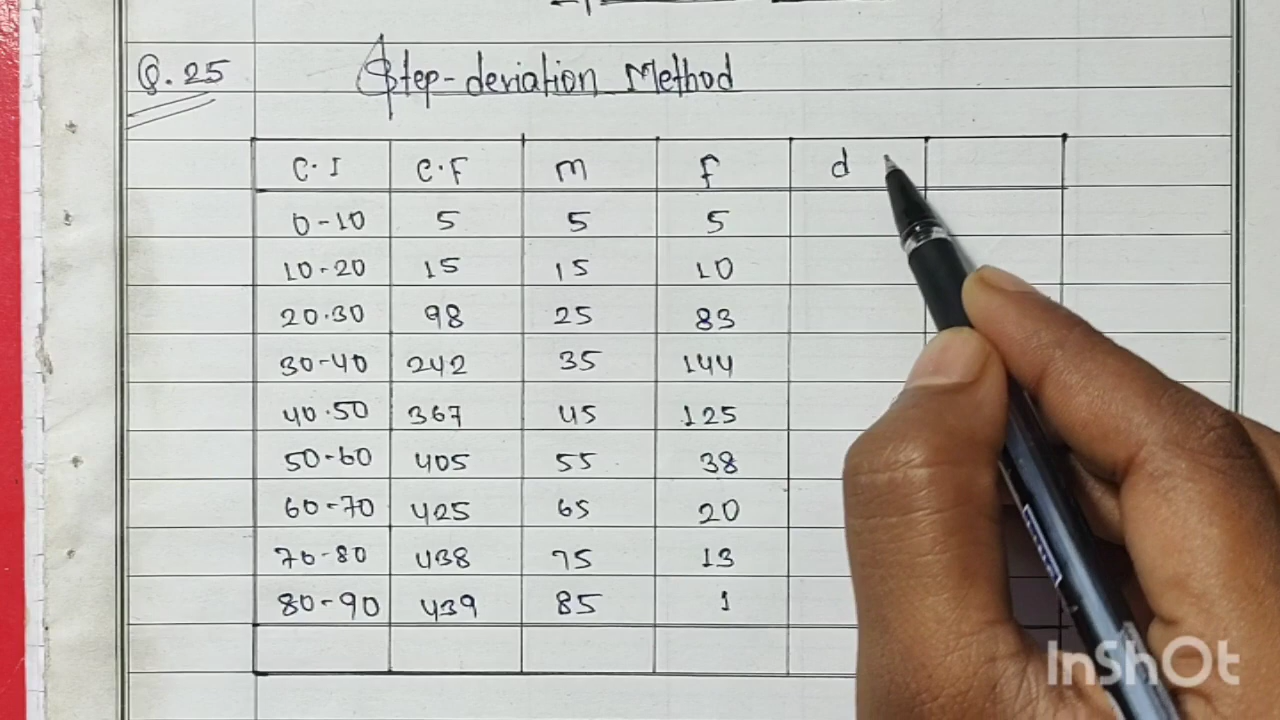 Q.25 Step-deviation Method
C.I C.F m f d
0-10 5 5 5
10-20 15 15 10
20.30 98 25 83
30-40 242 35 144
40.50 367 45 125
50-60 405 55 38
60-70 425 65 20
70-80 438 75 13
80-90 439 85 1
InShOt